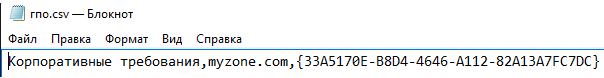 гпо.csv — Блокнот
Файл Правка Формат Вид Справка
Корпоративные требования,myzone.com,{33A5170E-B8D4-4646-A112-82A13A7FC7DC}